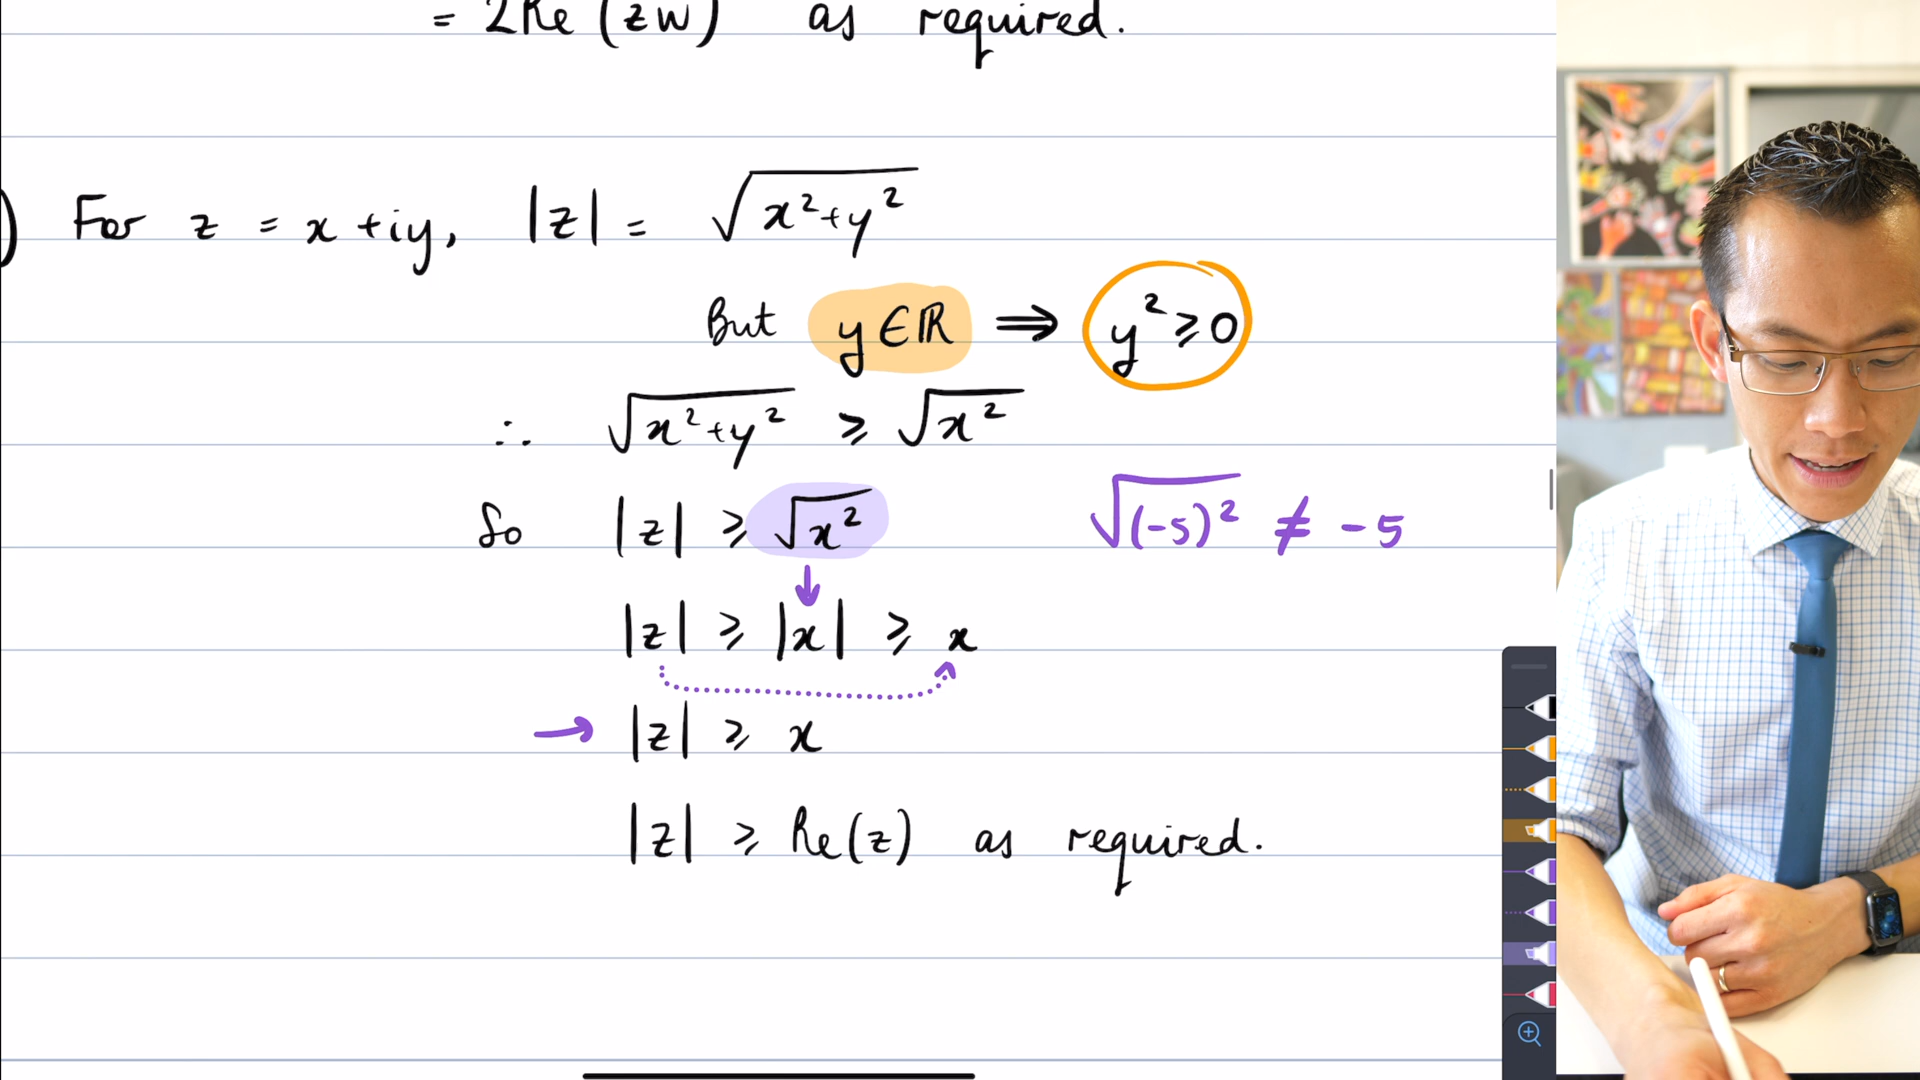 = 2Re (zw) as required.
) For z = x + iy, |z| = √(x²+y²)
But y ∈ ℝ ⇒ y² ≥ 0
∴ √(x²+y²) ≥ √x²
So |z| ≥ √x² √(-5)² ≠ -5
↓
|z| ≥ |x| ≥ x
→ |z| ≥ x
|z| ≥ Re(z) as required.